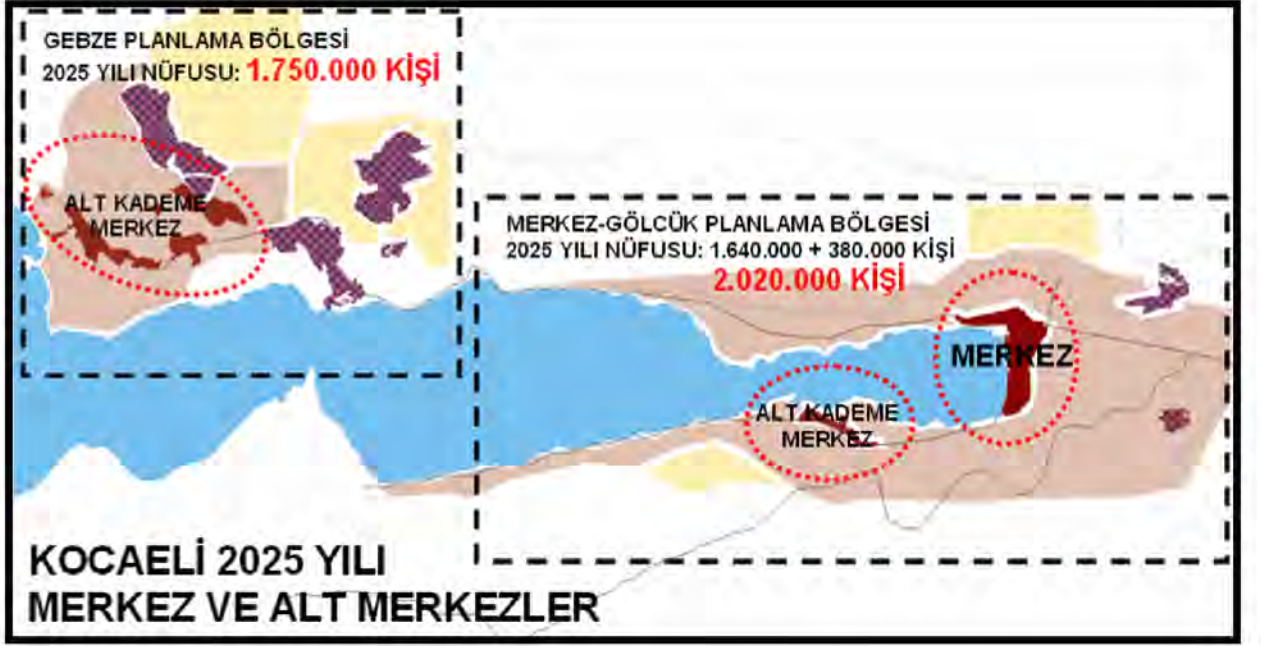 GEBZE PLANLAMA BÖLGESİ
2025 YILI NÜFUSU: 1.750.000 KİŞİ
ALT KADEME
MERKEZ
MERKEZ-GÖLCÜK PLANLAMA BÖLGESİ
2025 YILI NÜFUSU: 1.640.000 + 380.000 KİŞİ
2.020.000 KİŞİ
MERKEZ
ALT KADEME
MERKEZ
KOCAELİ 2025 YILI
MERKEZ VE ALT MERKEZLER